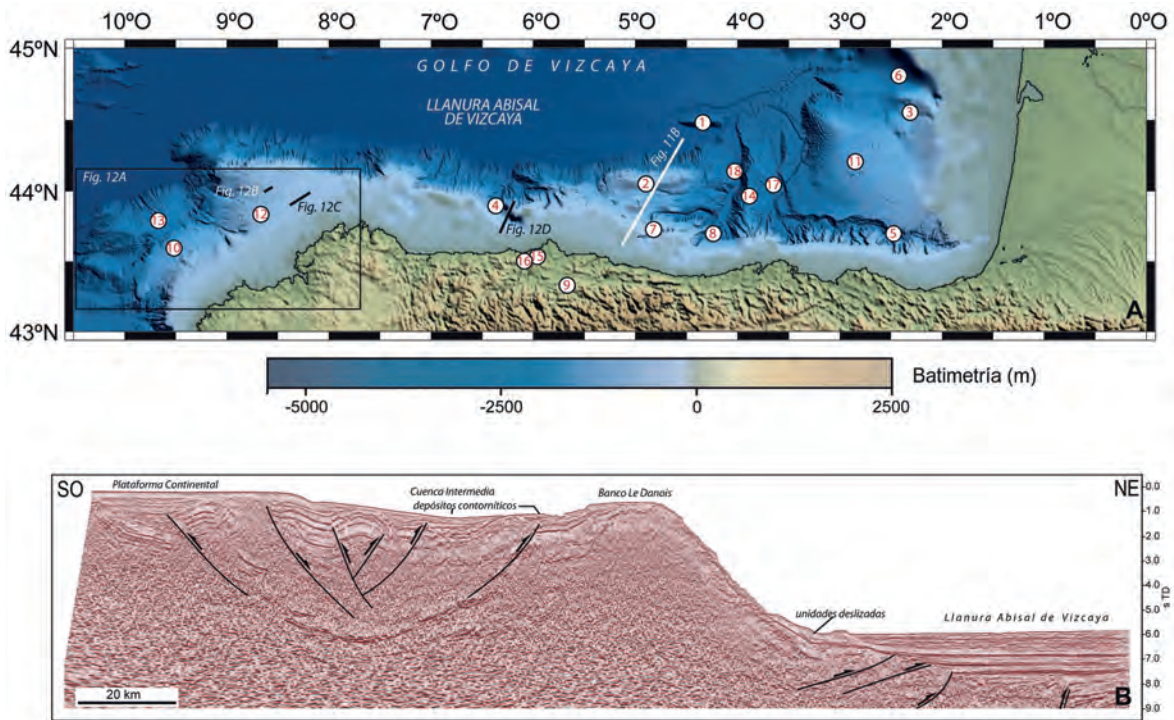 10ºO 9ºO 8ºO 7ºO 6ºO 5ºO 4ºO 3ºO 2ºO 1ºO 0ºO
45ºN
GOLFO DE VIZCAYA
LLANURA ABISAL
DE VIZCAYA
6
3
1
Fig. 11B
11
18
44ºN
Fig. 12A
Fig. 12B
2
17
14
12
Fig. 12C
13
4
Fig. 12D
7
8
5
10
16
15
9
43ºN
A
-5000 -2500 0 2500
Batimetría (m)
SO
Plataforma Continental
Cuenca Intermedia
depósitos contorníticos
Banco Le Danois
NE
0.0
1.0
2.0
3.0
4.0
5.0
6.0
7.0
8.0
9.0
s TD
unidades deslizadas
Llanura Abisal de Vizcaya
20 km
B